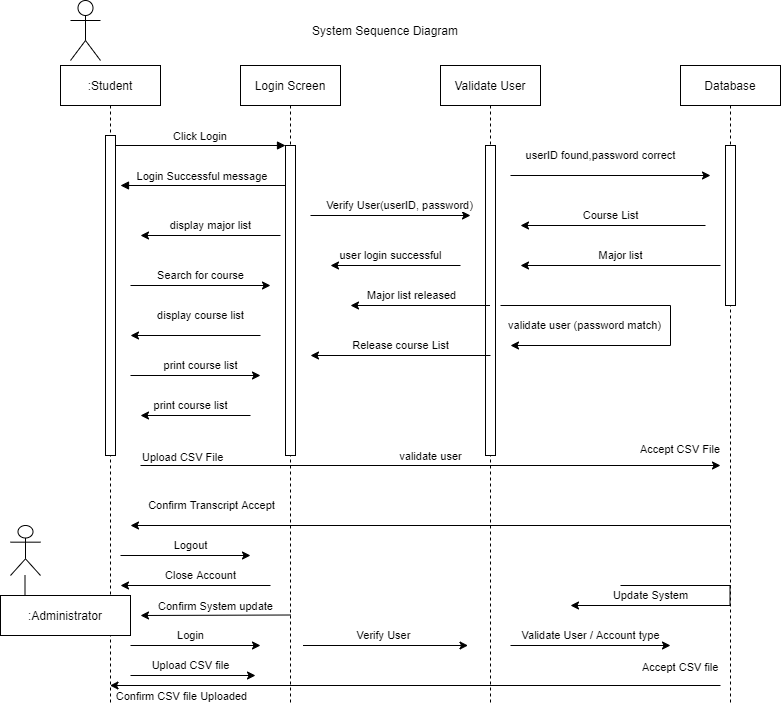 System Sequence Diagram
:Student
Login Screen
Validate User
Database
Click Login
userID found,password correct
Login Successful message
Verify User(userID, password)
Course List
display major list
user login successful
Major list
Search for course
Major list released
display course list
validate user (password match)
Release course List
print course list
print course list
Accept CSV File
Upload CSV File
validate user
Confirm Transcript Accept
Logout
Close Account
Update System
Confirm System update
:Administrator
Login
Verify User
Validate User / Account type
Upload CSV file
Accept CSV file
Confirm CSV file Uploaded